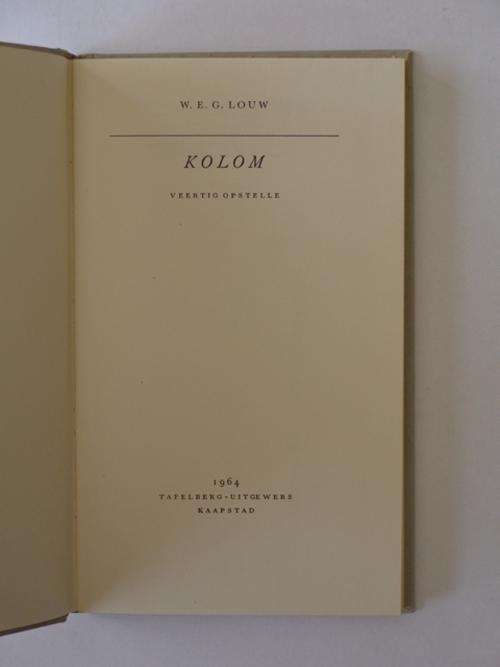 W. E. G. LOUW
KOLOM
VEERTIG OPSTELLE
1964
TAFELBERG-UITGEWERS
KAAPSTAD